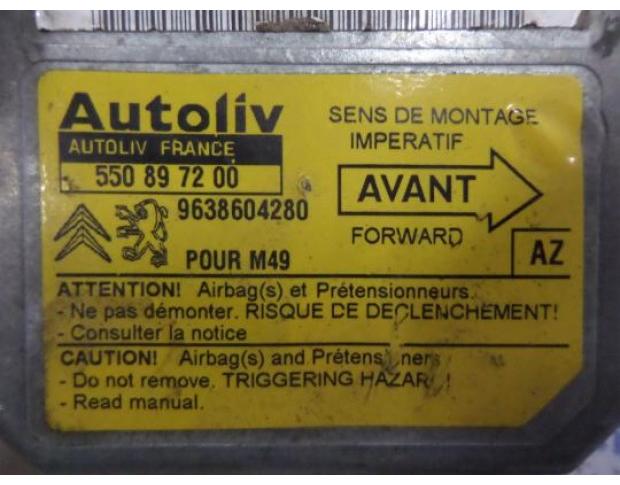 Autoliv
AUTOLIV FRANCE
550 89 72 00
9638604280
POUR M49
SENS DE MONTAGE
IMPERATIF
AVANT
FORWARD
AZ
ATTENTION! Airbag(s) et Prétensionneurs.
- Ne pas démonter. RISQUE DE DECLENCHEMENT!
- Consulter la notice
CAUTION! Airbag(s) and
- Do not remove. TRIGGERING !
- Read manual.